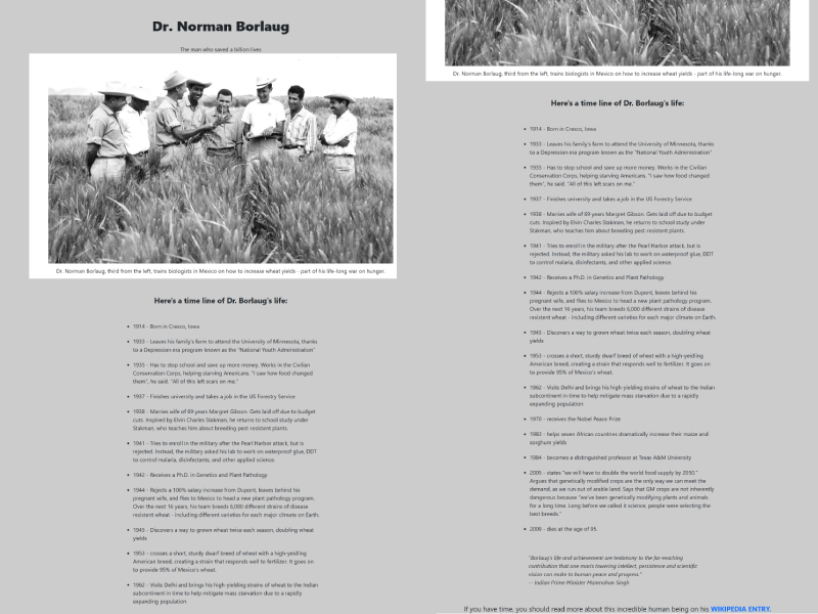 Dr. Norman Borlaug
The man who saved a billion lives
Dr. Norman Borlaug, third from the left, trains biologists in Mexico on how to increase wheat yields - part of his life-long war on hunger.
Here's a time line of Dr. Borlaug's life:
1914 - Born in Cresco, Iowa
1933 - Leaves his family's farm to attend the University of Minnesota, thanks
to a Depression era program known as the "National Youth Administration"
1935 - Has to stop school and save up more money. Works in the Civilian
Conservation Corps, helping starving Americans. "I saw how food changed
them", he said. "All of this left scars on me."
1937 - Finishes university and takes a job in the US Forestry Service
1938 - Marries wife of 69 years Margret Gibson. Gets laid off due to budget
cuts. Inspired by Elvin Charles Stakman, he returns to school study under
Stakman, who teaches him about breeding pest-resistent plants.
1941 - Tries to enroll in the military after the Pearl Harbor attack, but is
rejected. Instead, the military asked his lab to work on waterproof glue, DDT
to control malaria, disinfectants, and other applied science.
1942 - Receives a Ph.D. in Genetics and Plant Pathology
1944 - Rejects a 100% salary increase from Dupont, leaves behind his
pregnant wife, and flies to Mexico to head a new plant pathology program.
Over the next 16 years, his team breeds 6,000 different strains of disease
resistent wheat - including different varieties for each major climate on Earth.
1945 - Discovers a way to grown wheat twice each season, doubling wheat
yields
1953 - crosses a short, sturdy dwarf breed of wheat with a high-yeidling
American breed, creating a strain that responds well to fertilizer. It goes on
to provide 95% of Mexico's wheat.
1962 - Visits Delhi and brings his high-yielding strains of wheat to the Indian
subcontinent in time to help mitigate mass starvation due to a rapidly
expanding population
Dr. Norman Borlaug, third from the left, trains biologists in Mexico on how to increase wheat yields - part of his life-long war on hunger.
Here's a time line of Dr. Borlaug's life:
1914 - Born in Cresco, Iowa
1933 - Leaves his family's farm to attend the University of Minnesota, thanks
to a Depression era program known as the "National Youth Administration"
1935 - Has to stop school and save up more money. Works in the Civilian
Conservation Corps, helping starving Americans. "I saw how food changed
them", he said. "All of this left scars on me."
1937 - Finishes university and takes a job in the US Forestry Service
1938 - Marries wife of 69 years Margret Gibson. Gets laid off due to budget
cuts. Inspired by Elvin Charles Stakman, he returns to school study under
Stakman, who teaches him about breeding pest-resistent plants.
1941 - Tries to enroll in the military after the Pearl Harbor attack, but is
rejected. Instead, the military asked his lab to work on waterproof glue, DDT
to control malaria, disinfectants, and other applied science.
1942 - Receives a Ph.D. in Genetics and Plant Pathology
1944 - Rejects a 100% salary increase from Dupont, leaves behind his
pregnant wife, and flies to Mexico to head a new plant pathology program.
Over the next 16 years, his team breeds 6,000 different strains of disease
resistent wheat - including different varieties for each major climate on Earth.
1945 - Discovers a way to grown wheat twice each season, doubling wheat
yields
1953 - crosses a short, sturdy dwarf breed of wheat with a high-yeidling
American breed, creating a strain that responds well to fertilizer. It goes on
to provide 95% of Mexico's wheat.
1962 - Visits Delhi and brings his high-yielding strains of wheat to the Indian
subcontinent in time to help mitigate mass starvation due to a rapidly
expanding population
1970 - receives the Nobel Peace Prize
1983 - helps seven African countries dramatically increase their maize and
sorghum yields
1984 - becomes a distinguished professor at Texas A&M University
2005 - states "we will have to double the world food supply by 2050."
Argues that genetically modified crops are the only way we can meet the
demand, as we run out of arable land. Says that GM crops are not inherently
dangerous because "we've been genetically modifying plants and animals
for a long time. Long before we called it science, people were selecting the
best breeds."
2009 - dies at the age of 95.
"Borlaug's life and achievement are testimony to the far-reaching
contribution that one man's towering intellect, persistence and scientific
vision can make to human peace and progress."
-- Indian Prime Minister Manmohan Singh
If you have time, you should read more about this incredible human being on his WIKIPEDIA ENTRY.